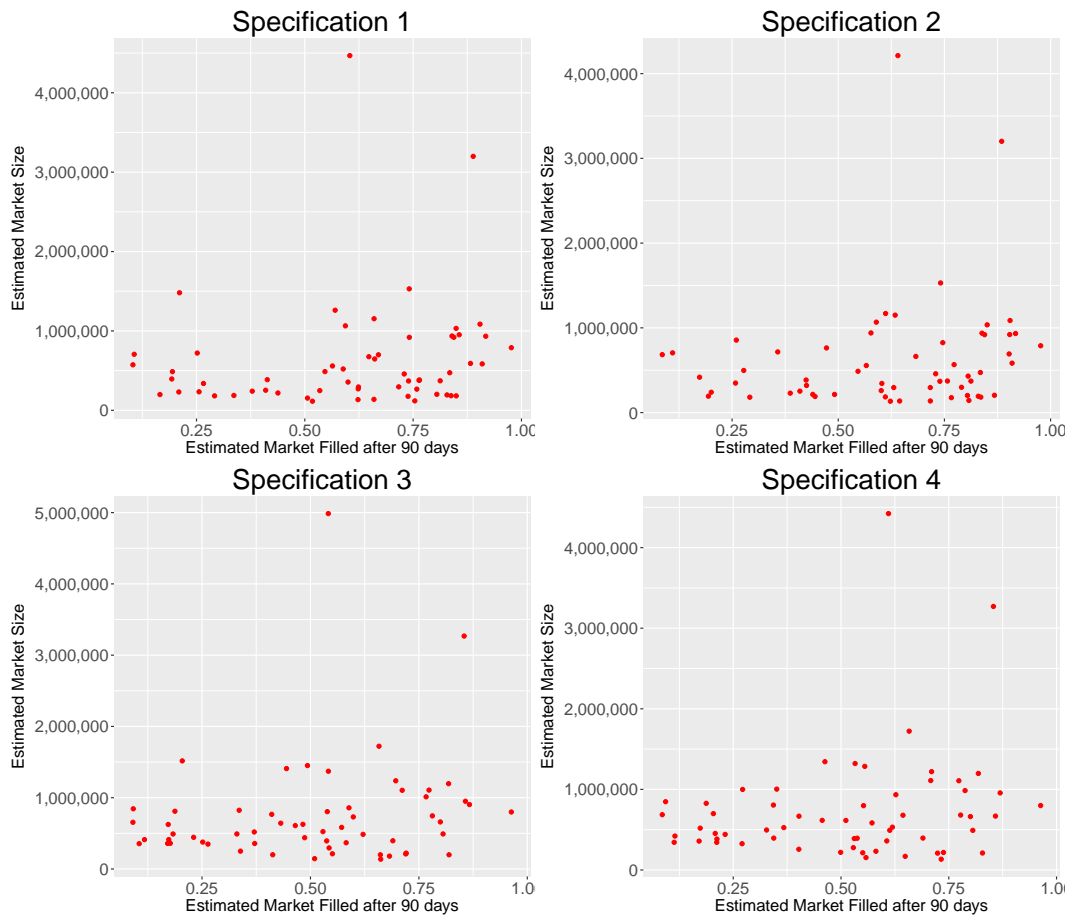 Specification 1
Estimated Market Size
4,000,000
3,000,000
2,000,000
1,000,000
0
0.25 0.50 0.75 1.00
Estimated Market Filled after 90 days
Specification 2
Estimated Market Size
4,000,000
3,000,000
2,000,000
1,000,000
0
0.25 0.50 0.75 1.00
Estimated Market Filled after 90 days
Specification 3
Estimated Market Size
5,000,000
4,000,000
3,000,000
2,000,000
1,000,000
0
0.25 0.50 0.75 1.0
Estimated Market Filled after 90 days
Specification 4
Estimated Market Size
4,000,000
3,000,000
2,000,000
1,000,000
0
0.25 0.50 0.75 1.0
Estimated Market Filled after 90 days